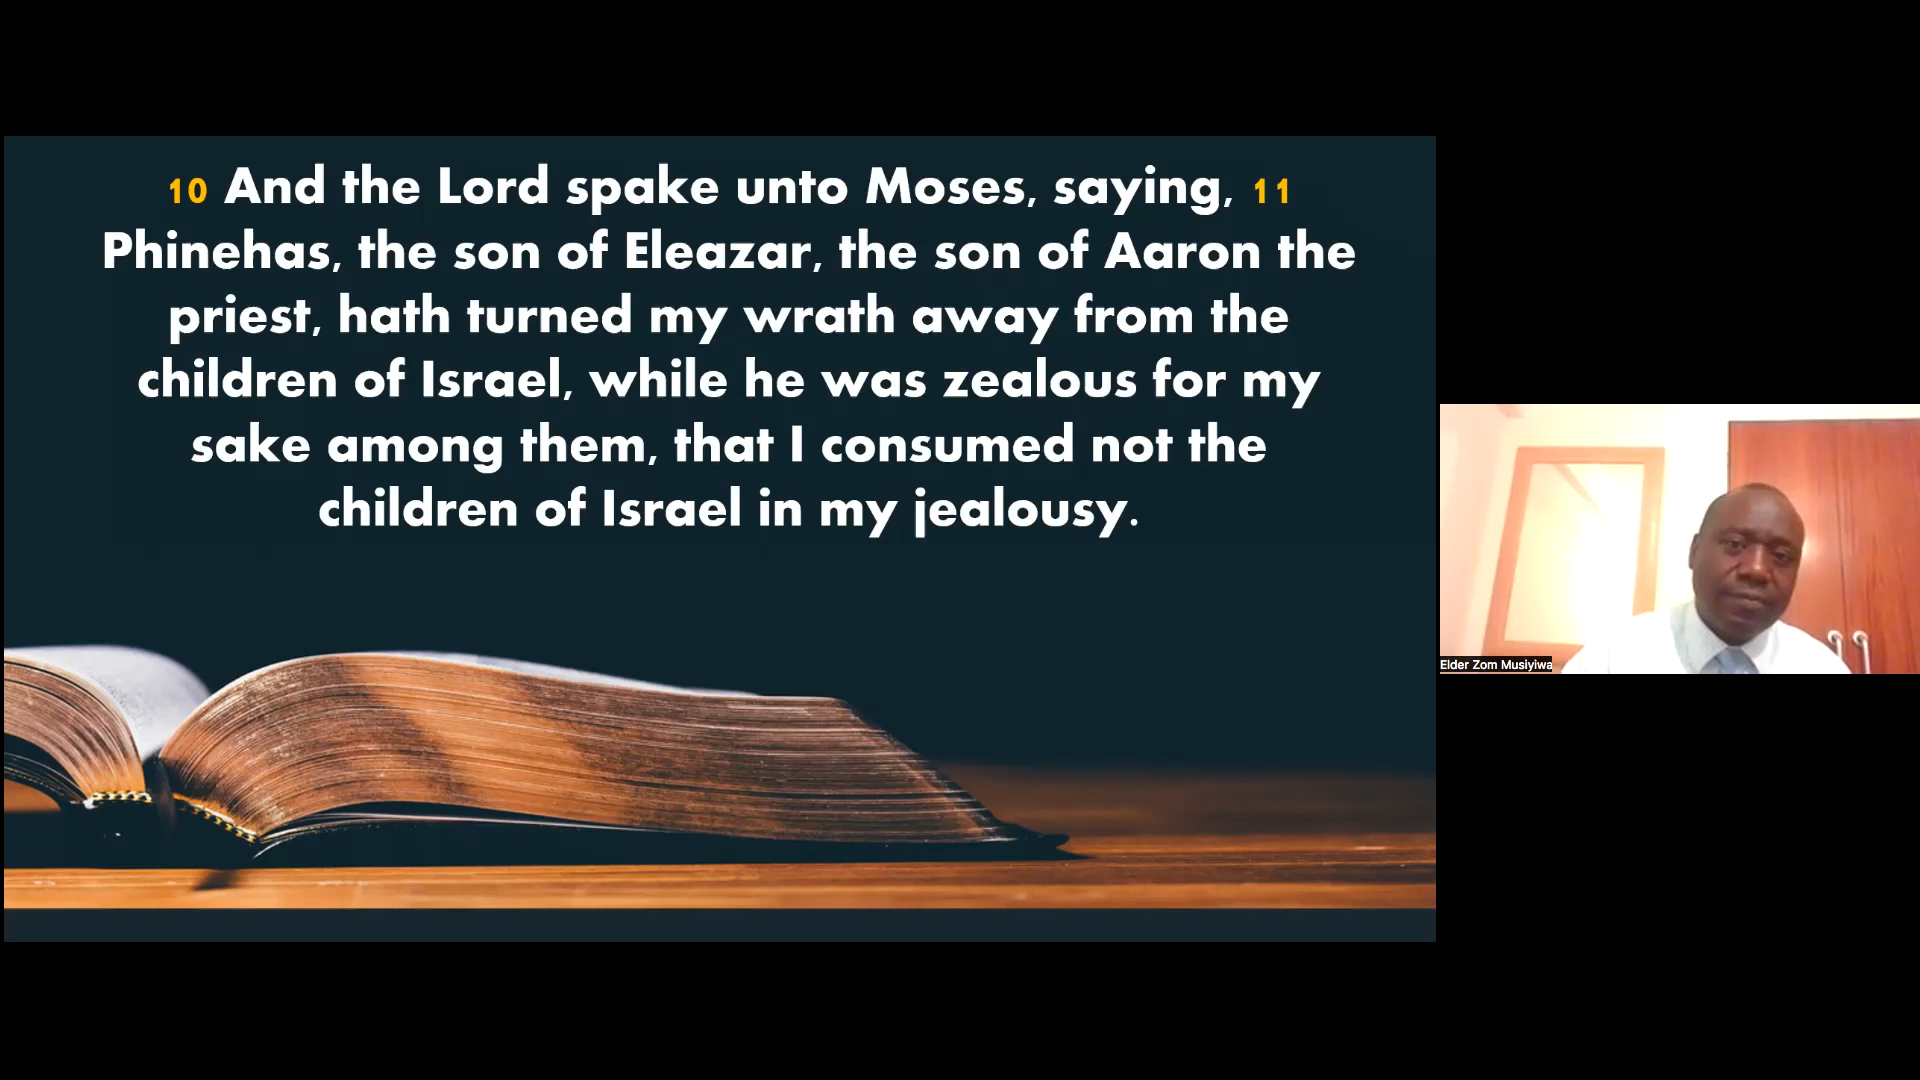 10 And the Lord spake unto Moses, saying, 11
Phinehas, the son of Eleazar, the son of Aaron the
priest, hath turned my wrath away from the
children of Israel, while he was zealous for my
sake among them, that I consumed not the
children of Israel in my jealousy.
Elder Zom Musiyiwa